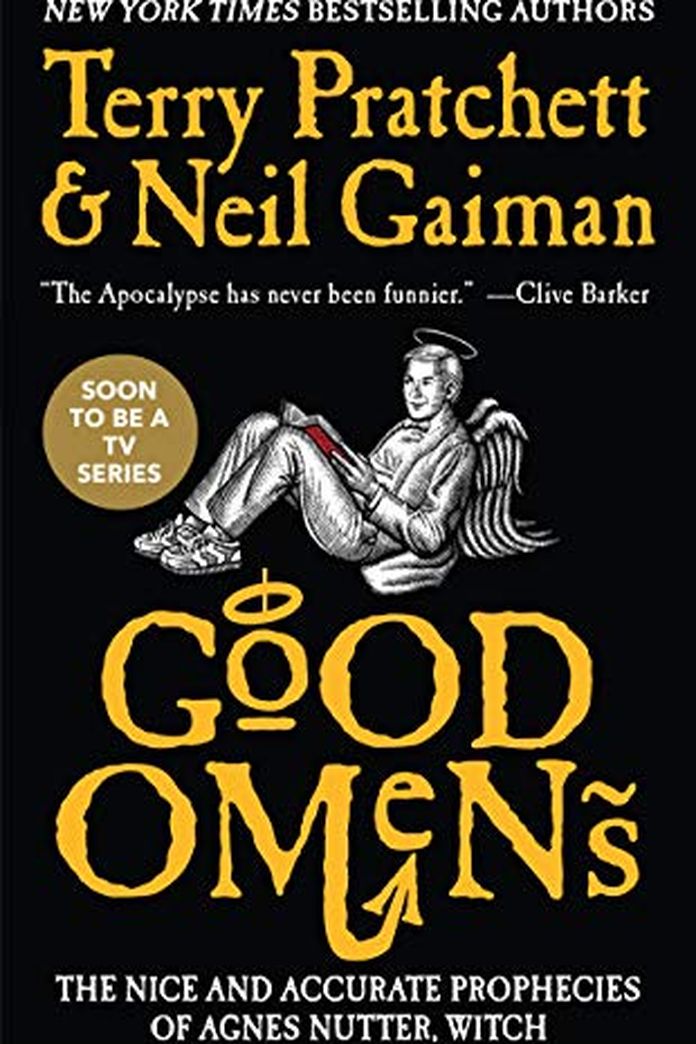 NEW YORK TIMES BESTSELLING AUTHORS
Terry Pratchett
& Neil Gaiman
"The Apocalypse has never been funnier." —Clive Barker
SOON
TO BE A
TV
SERIES
GOOD
OMENS
THE NICE AND ACCURATE PROPHECIES
OF AGNES NUTTER, WITCH